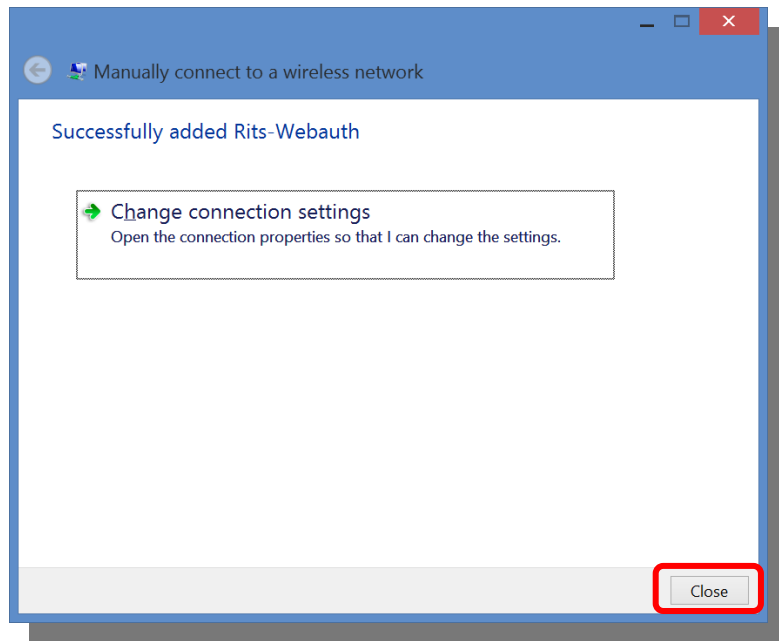 Manually connect to a wireless network
Successfully added Rits-Webauth
Change connection settings
Open the connection properties so that I can change the settings.
Close